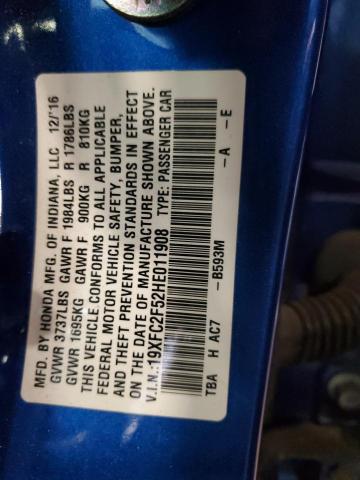 MFD. BY HONDA MFG. OF INDIANA, LLC 12/'16
GVWR 3737LBS GAWR F 1984LBS R 1786LBS
GVWR 1695KG GAWR F 900KG R 810KG
THIS VEHICLE CONFORMS TO ALL APPLICABLE
FEDERAL MOTOR VEHICLE SAFETY, BUMPER,
AND THEFT PREVENTION STANDARDS IN EFFECT
ON THE DATE OF MANUFACTURE SHOWN ABOVE.
V.I.N.:19XFC2F52HE011908 TYPE: PASSENGER CAR
TBA H AC7 -B593M -A -E